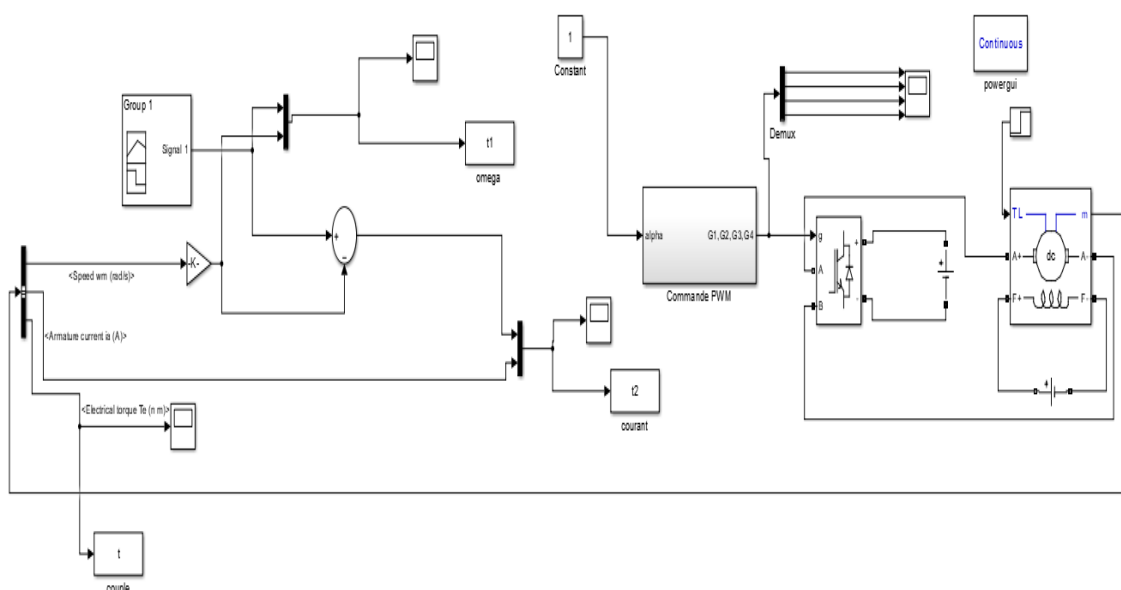 Group 1
Signal 1
t1
omega
-K-
<Speed wm (rad/s)>
<Armature current ia (A)>
<Electrical torque Te (n m)>
t
couple
+
−
t2
courant
1
Constant
alpha
G1,G2,G3,G4
Commande PWM
Demux
Continuous
powergui
g
A
B
+
-
+
TL
m
A+
dc
A-
F+
F-
+